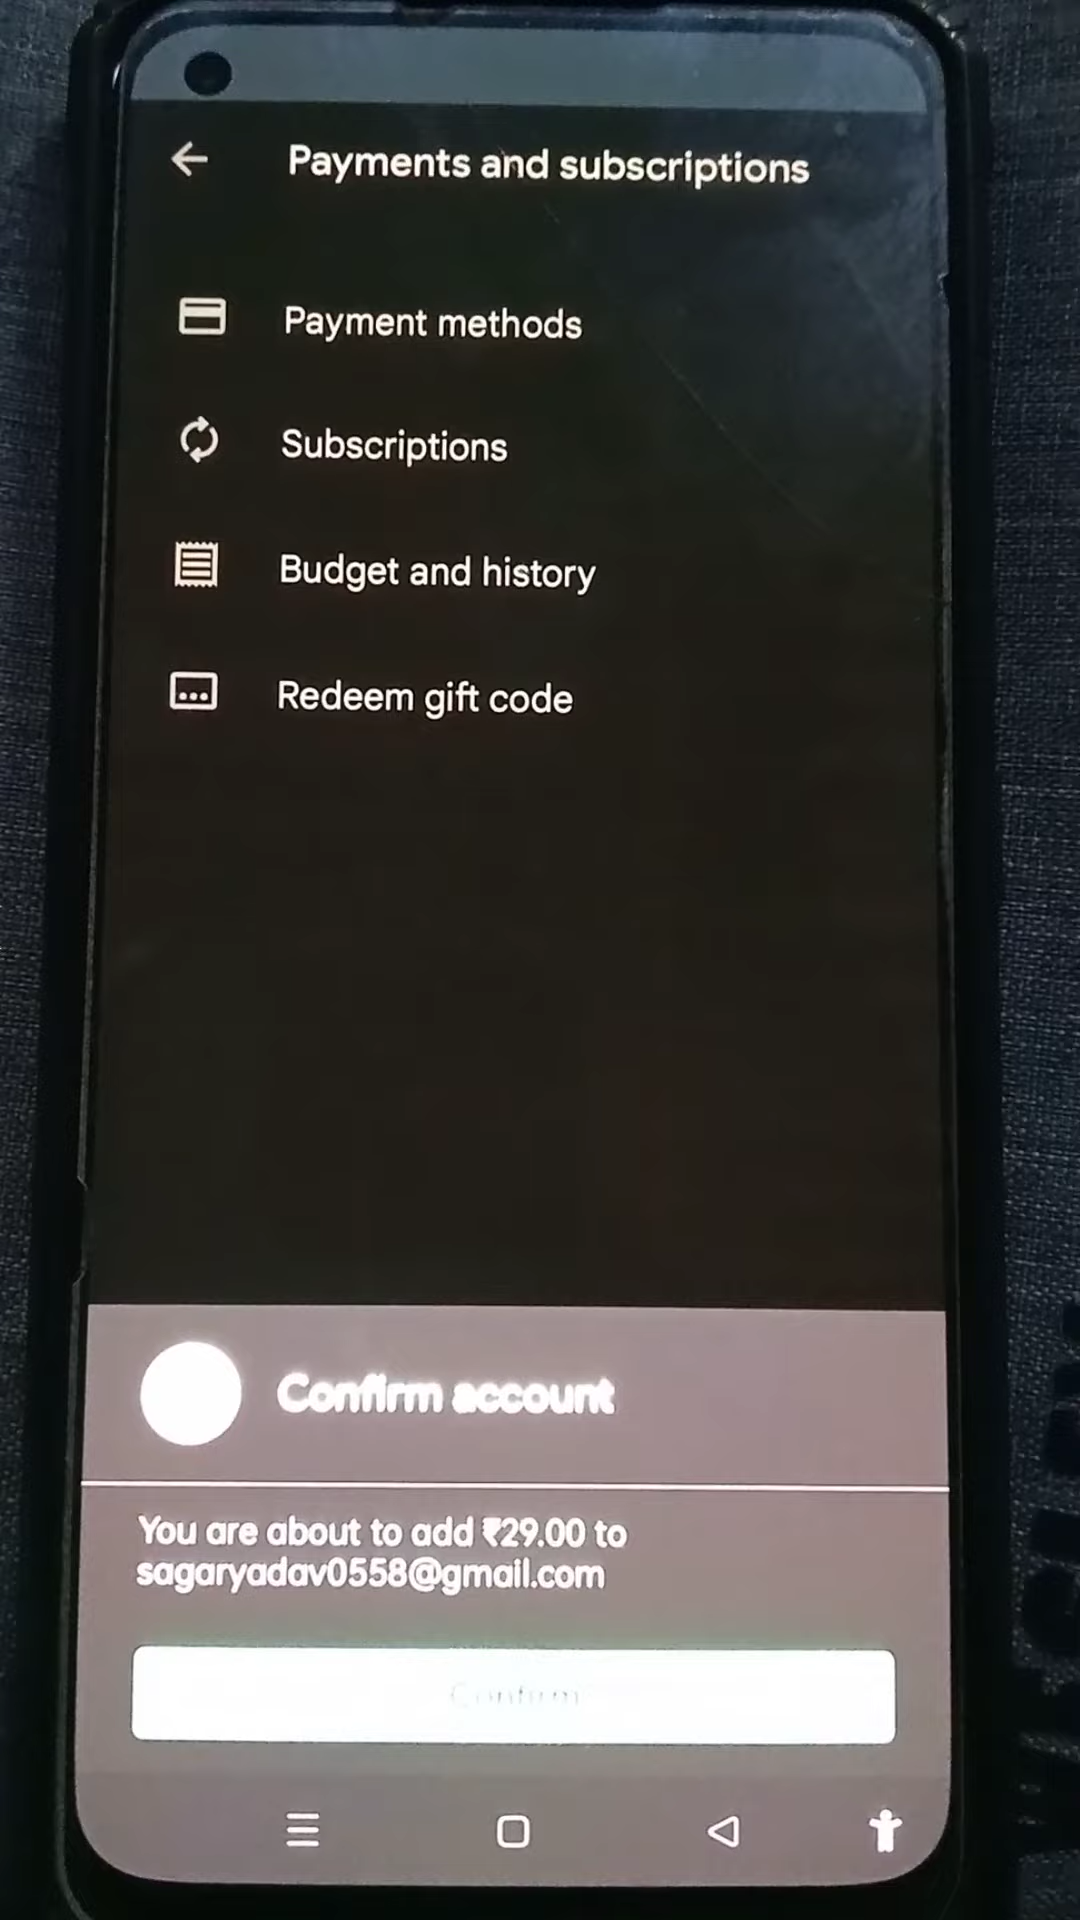 Payments and subscriptions
Payment methods
Subscriptions
Budget and history
Redeem gift code
Confirm account
You are about to add ₹29.00 to
sagaryadav0558@gmail.com
Confirm